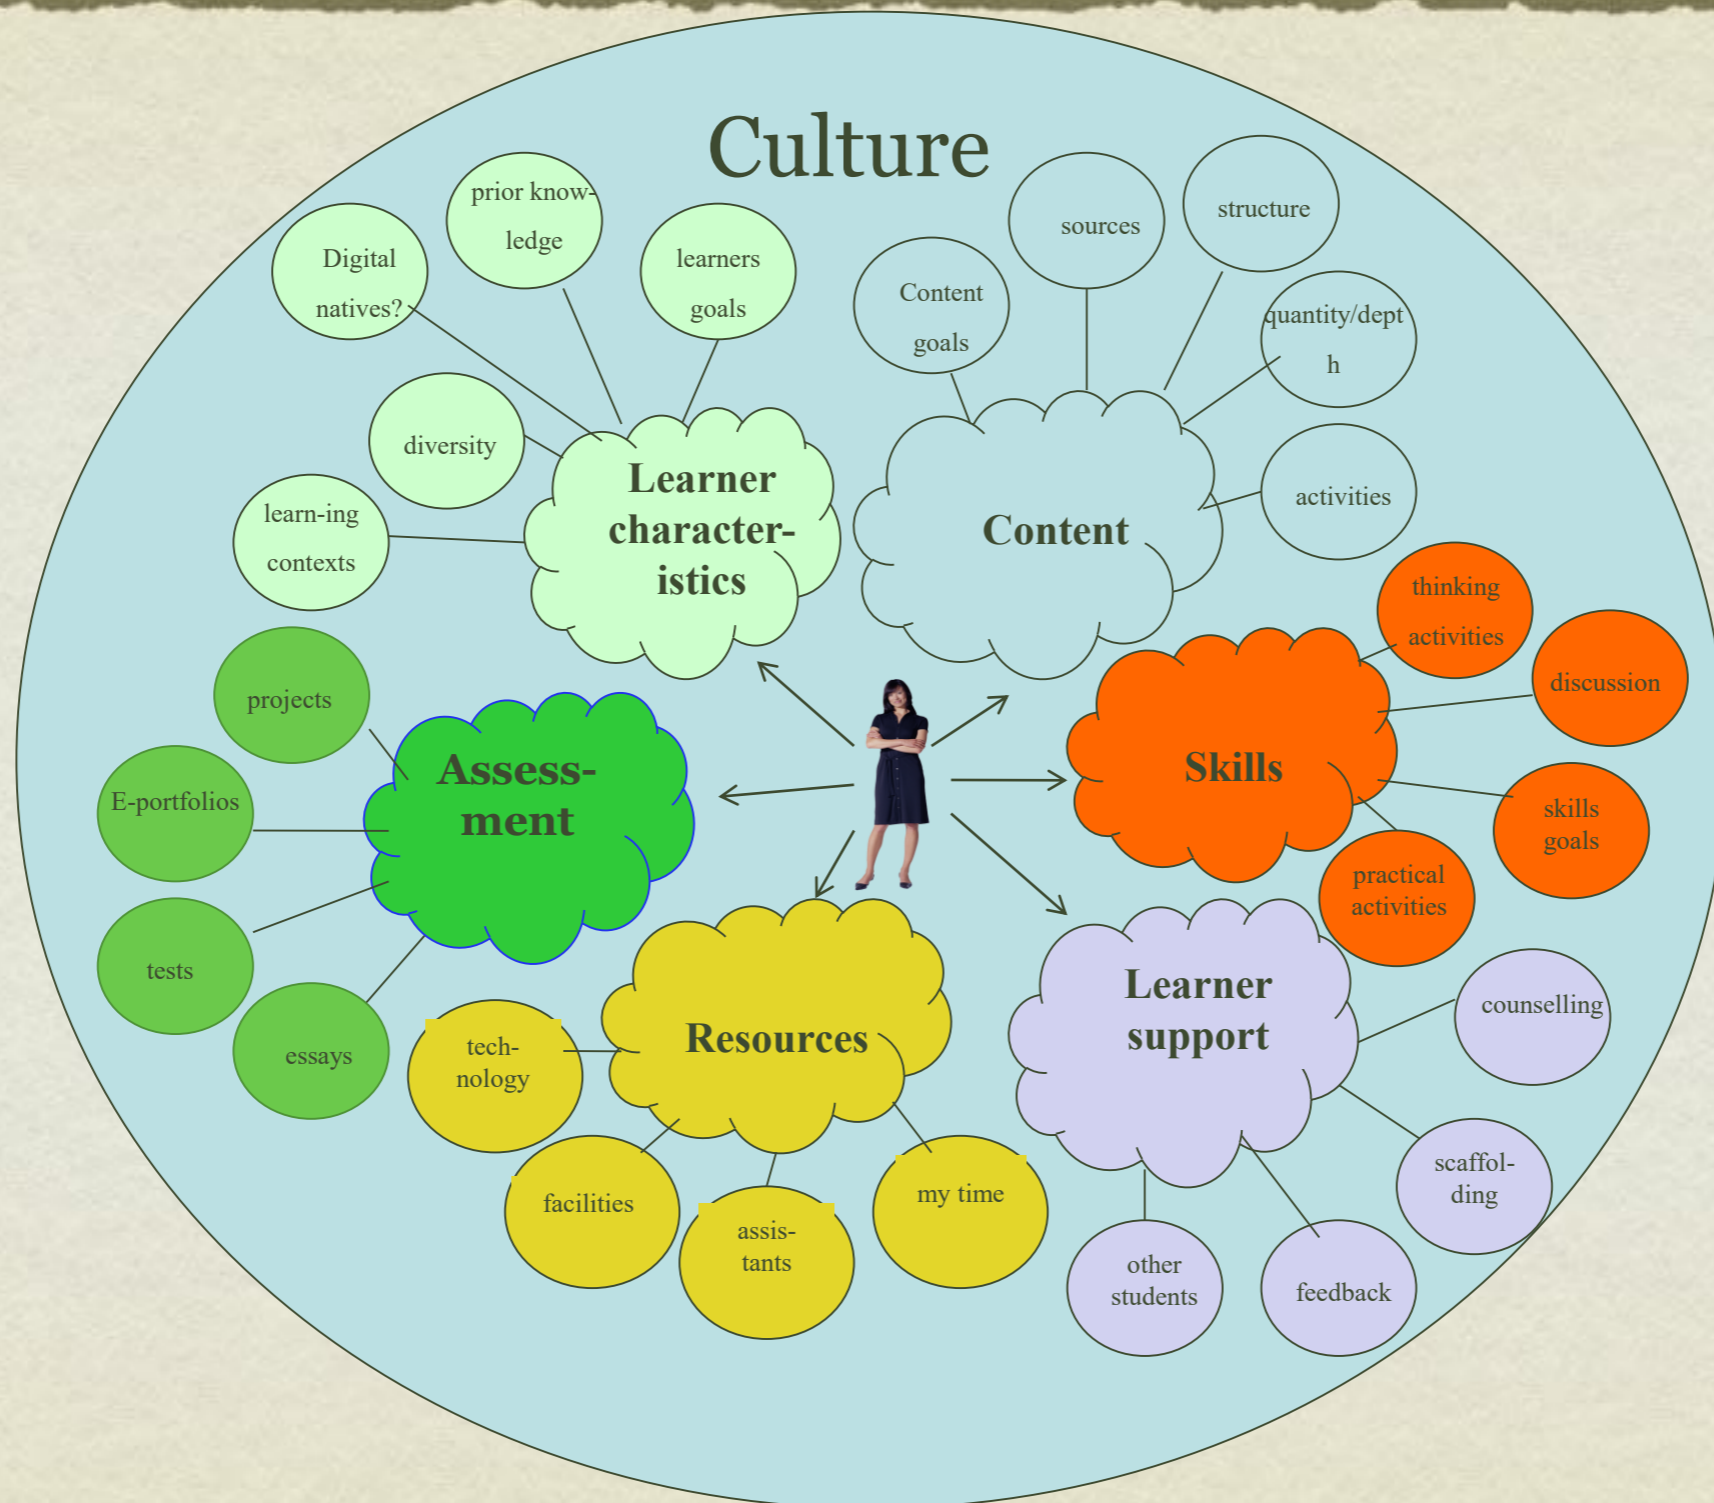 Culture
prior know-
ledge
Digital
natives?
learners
goals
diversity
learn-ing
contexts
Learner
character-
istics
Content
goals
sources
structure
quantity/dept
h
activities
Content
thinking
activities
discussion
skills
goals
practical
activities
Skills
projects
E-portfolios
tests
essays
Assess-
ment
tech-
nology
facilities
assis-
tants
my time
Resources
Learner
support
counselling
scaffol-
ding
feedback
other
students